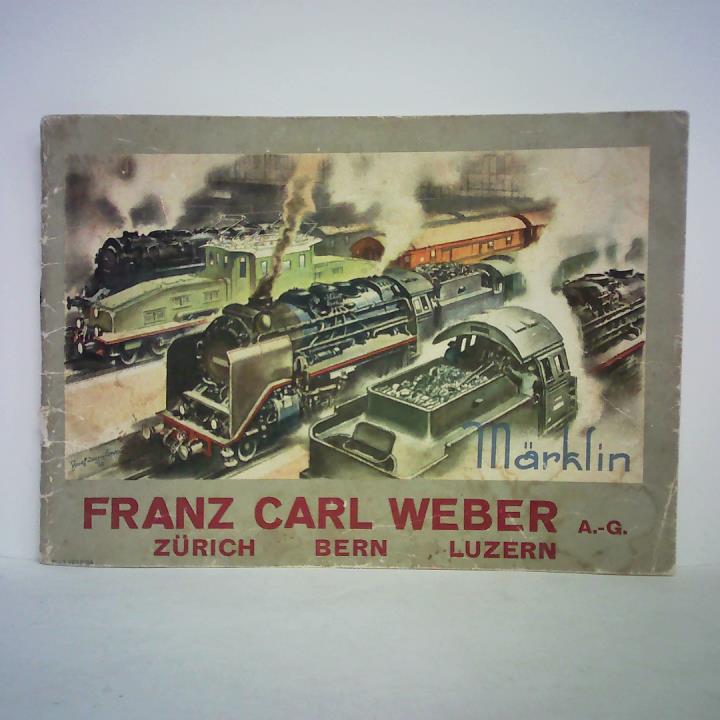 Märklin
FRANZ CARL WEBER A.-G.
ZÜRICH BERN LUZERN